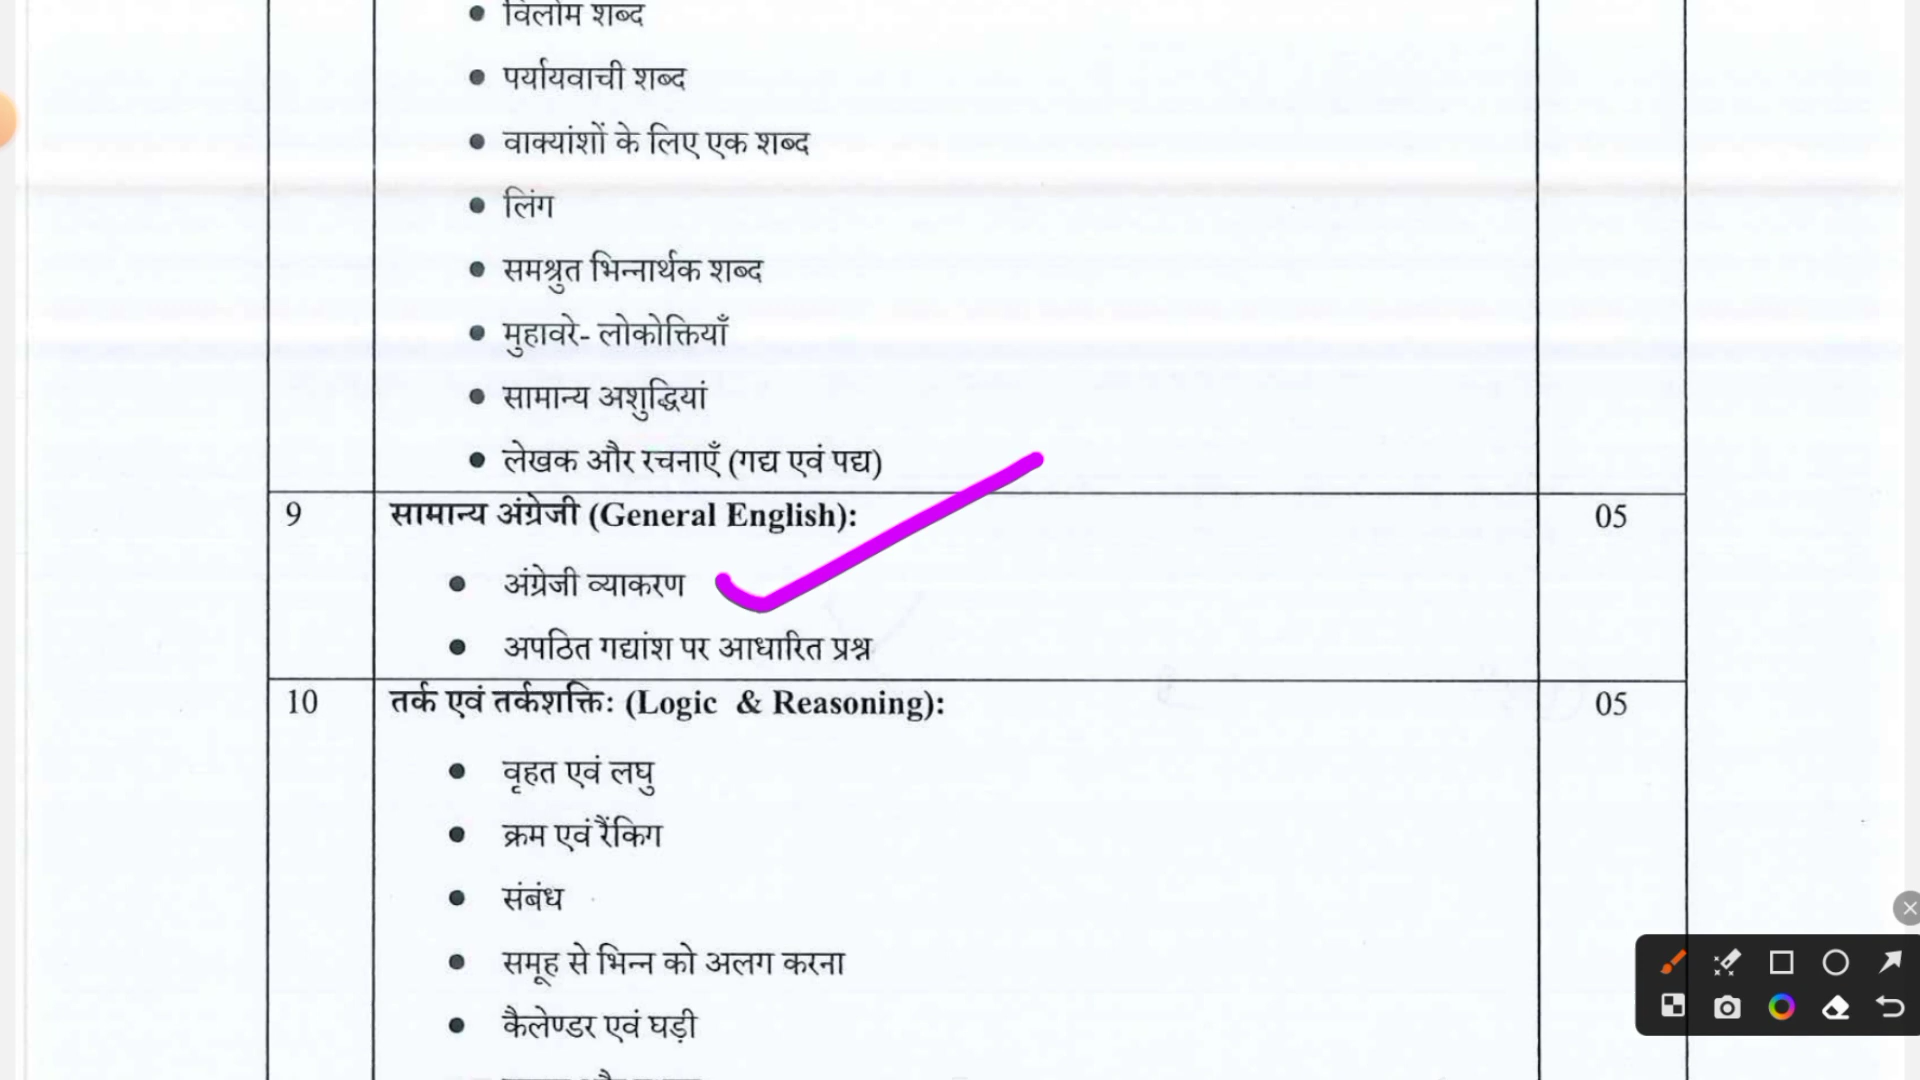 विलोम शब्द
पर्यायवाची शब्द
वाक्यांशों के लिए एक शब्द
लिंग
समश्रुत भिन्नार्थक शब्द
मुहावरे- लोकोक्तियाँ
सामान्य अशुद्धियां
लेखक और रचनाएँ (गद्य एवं पद्य)
9 सामान्य अंग्रेजी (General English): 05
अंग्रेजी व्याकरण
अपठित गद्यांश पर आधारित प्रश्न
10 तर्क एवं तर्कशक्ति: (Logic & Reasoning): 05
वृहत एवं लघु
क्रम एवं रैंकिग
संबंध
समूह से भिन्न को अलग करना
कैलेण्डर एवं घड़ी